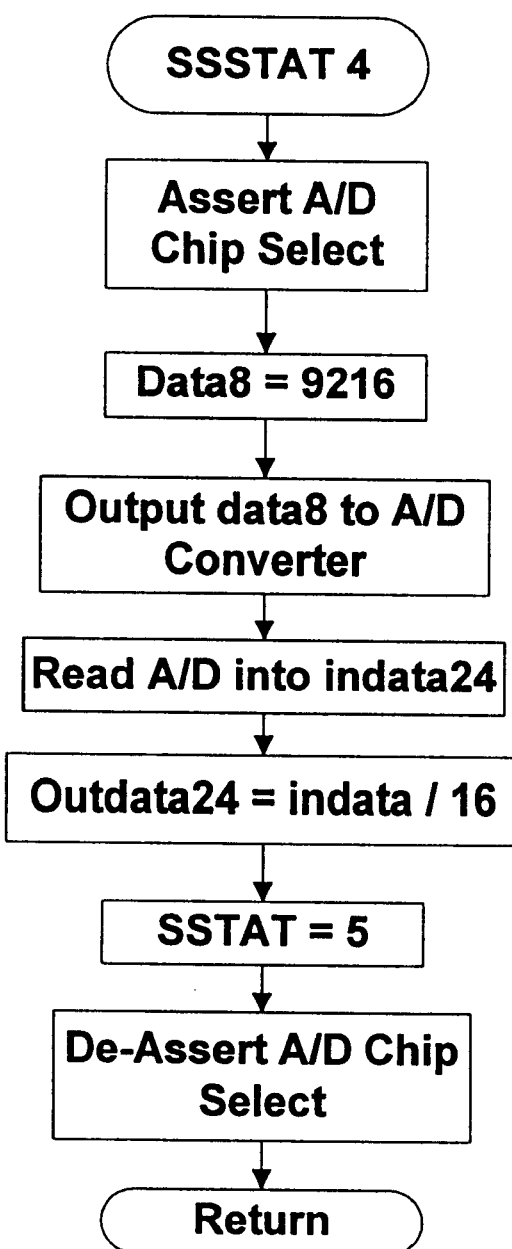 SSSTAT 4
Assert A/D
Chip Select
Data8 = 9216
Output data8 to A/D
Converter
Read A/D into indata24
Outdata24 = indata / 16
SSTAT = 5
De-Assert A/D Chip
Select
Return